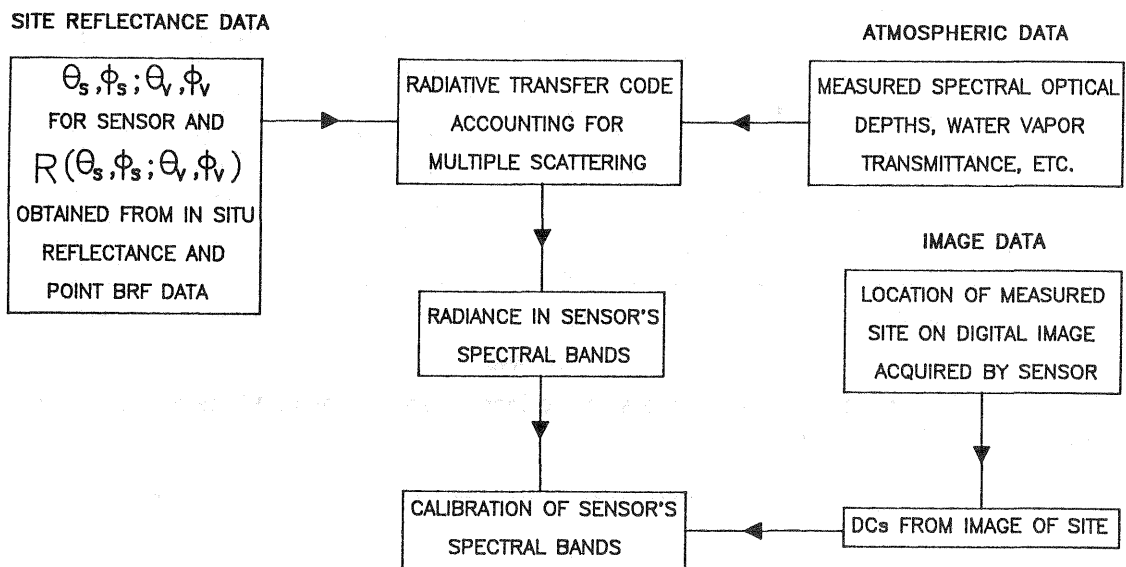 SITE REFLECTANCE DATA
θs,ϕs;θv,ϕv
FOR SENSOR AND
R(θs,ϕs;θv,ϕv)
OBTAINED FROM IN SITU
REFLECTANCE AND
POINT BRF DATA
RADIATIVE TRANSFER CODE
ACCOUNTING FOR
MULTIPLE SCATTERING
ATMOSPHERIC DATA
MEASURED SPECTRAL OPTICAL
DEPTHS, WATER VAPOR
TRANSMITTANCE, ETC.
RADIANCE IN SENSOR'S
SPECTRAL BANDS
IMAGE DATA
LOCATION OF MEASURED
SITE ON DIGITAL IMAGE
ACQUIRED BY SENSOR
CALIBRATION OF SENSOR'S
SPECTRAL BANDS
DCs FROM IMAGE OF SITE